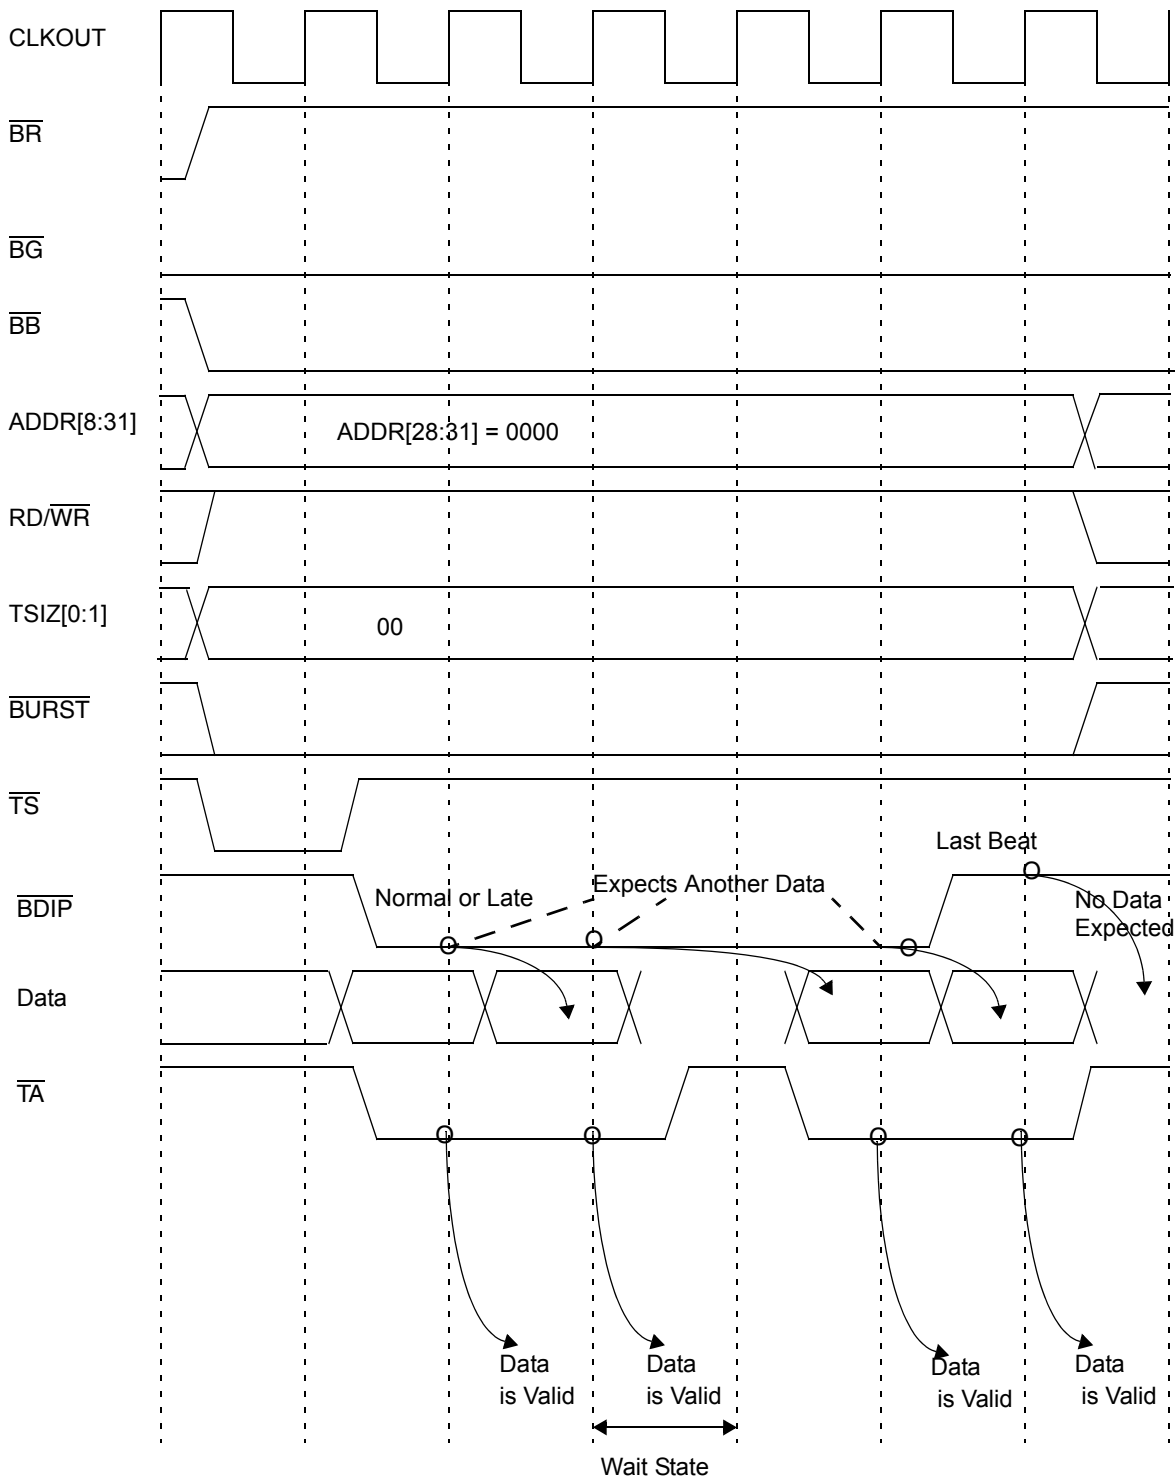 CLKOUT
BR
BG
BB
ADDR[8:31]
ADDR[28:31] = 0000
RD/WR
TSIZ[0:1]
00
BURST
TS
Last Beat
BDIP
Normal or Late
Expects Another Data
No Data
Expected
Data
TA
Data
is Valid
Data
is Valid
Data
is Valid
Data
is Valid
Wait State